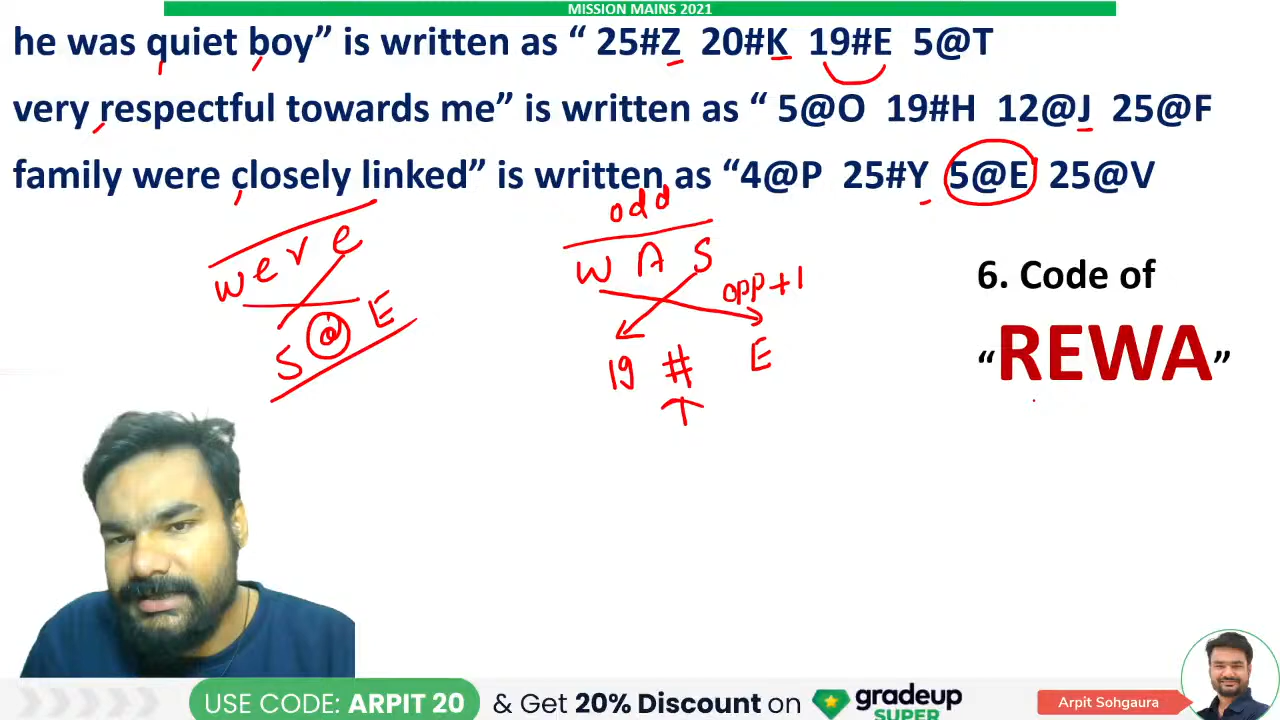 MISSION MAINS 2021
he was quiet boy” is written as “ 25#Z 20#K 19#E 5@T
very respectful towards me” is written as “ 5@O 19#H 12@J 25@F
family were closely linked” is written as “4@P 25#Y 5@E 25@V
odd
were
WAS
opp+1
5 @ E
19 # E
6. Code of
“REWA”
USE CODE: ARPIT 20 & Get 20% Discount on gradeup SUPER
Arpit Sohgaura